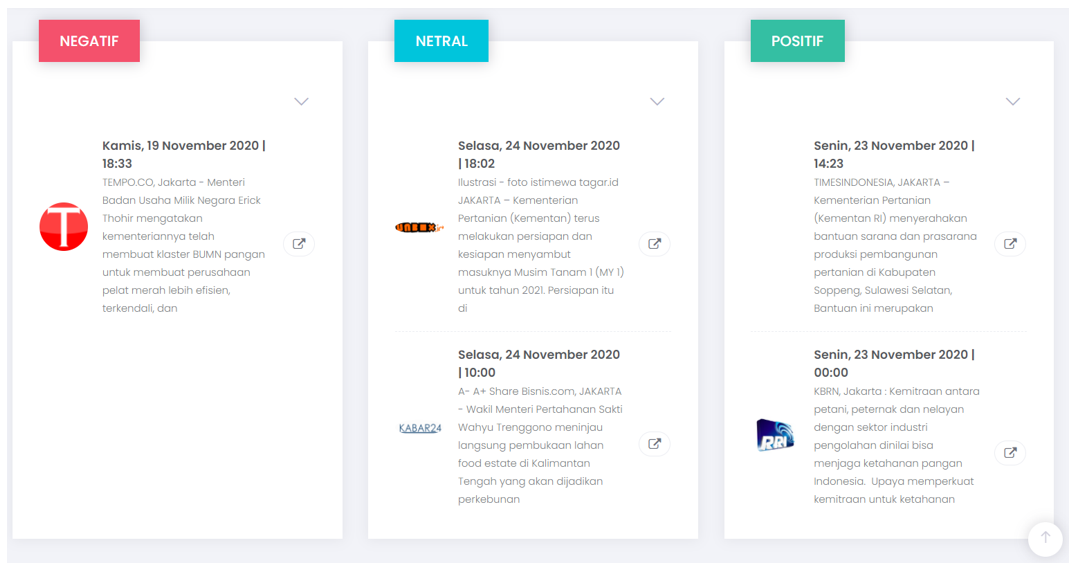 NEGATIF
Kamis, 19 November 2020 |
18:33
TEMPO.CO, Jakarta - Menteri
Badan Usaha Milik Negara Erick
Thohir mengatakan
kementeriannya telah
membuat klaster BUMN pangan
untuk membuat perusahaan
pelat merah lebih efisien,
terkendali, dan
NETRAL
Selasa, 24 November 2020
| 18:02
Ilustrasi - foto istimewa tagar.id
JAKARTA – Kementerian
Pertanian (Kementan) terus
melakukan persiapan dan
kesiapan menyambut
masuknya Musim Tanam 1 (MY 1)
untuk tahun 2021. Persiapan itu
di
Selasa, 24 November 2020
| 10:00
KABAR24
A- A+ Share Bisnis.com, JAKARTA
- Wakil Menteri Pertahanan Sakti
Wahyu Trenggono meninjau
langsung pembukaan lahan
food estate di Kalimantan
Tengah yang akan dijadikan
perkebunan
POSITIF
Senin, 23 November 2020 |
14:23
TIMESINDONESIA, JAKARTA –
Kementerian Pertanian
(Kementan RI) menyerahakan
bantuan sarana dan prasarana
produksi pembangunan
pertanian di Kabupaten
Soppeng, Sulawesi Selatan,
Bantuan ini merupakan
Senin, 23 November 2020 |
00:00
RRI
KBRN, Jakarta : Kemitraan antara
petani, peternak dan nelayan
dengan sektor industri
pengolahan dinilai bisa
menjaga ketahanan pangan
Indonesia. Upaya memperkuat
kemitraan untuk ketahanan